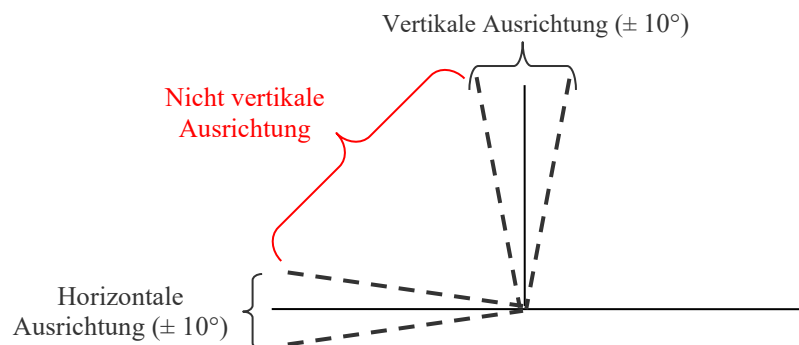 Vertikale Ausrichtung (± 10°)
Nicht vertikale
Ausrichtung
Horizontale
Ausrichtung (± 10°)